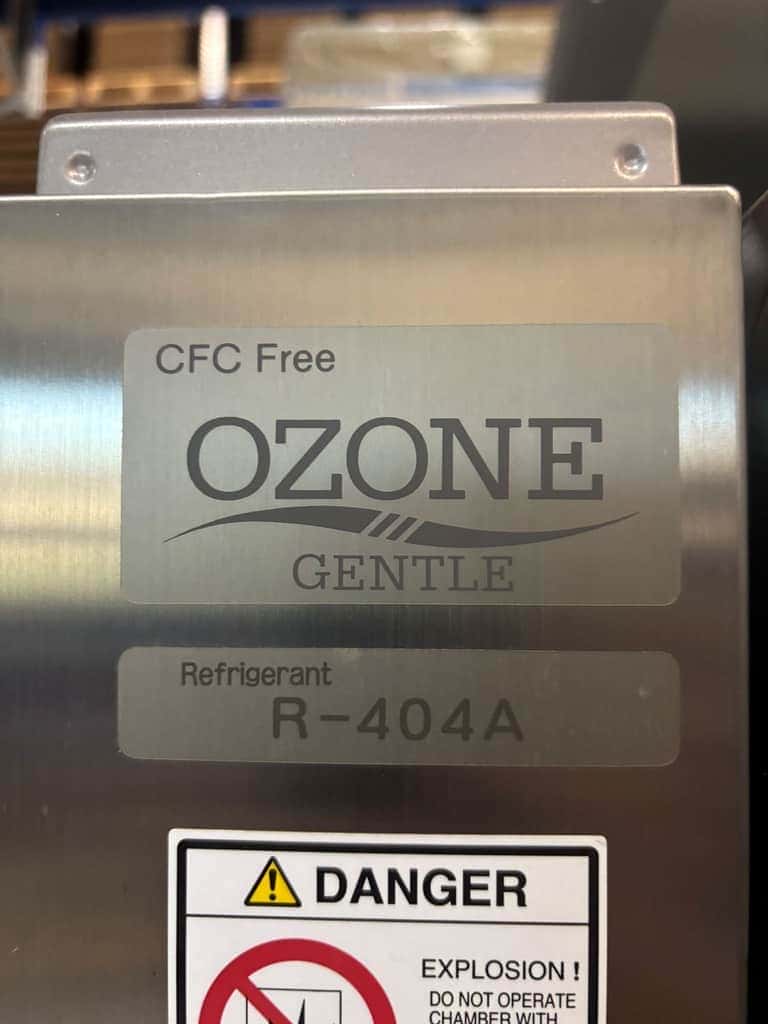 CFC Free
OZONE
GENTLE
Refrigerant
R-404A
DANGER
EXPLOSION !
DO NOT OPERATE
CHAMBER WITH